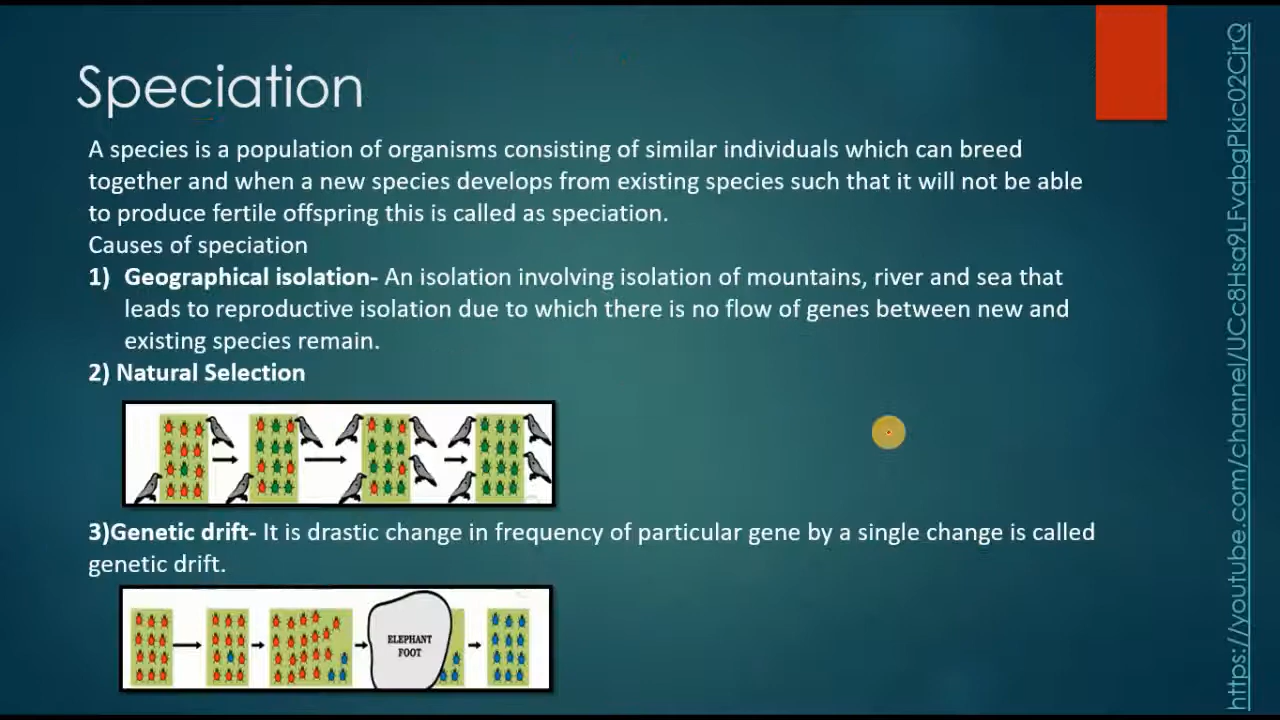 Speciation
A species is a population of organisms consisting of similar individuals which can breed
together and when a new species develops from existing species such that it will not be able
to produce fertile offspring this is called as speciation.
Causes of speciation
1) Geographical isolation- An isolation involving isolation of mountains, river and sea that
leads to reproductive isolation due to which there is no flow of genes between new and
existing species remain.
2) Natural Selection
3)Genetic drift- It is drastic change in frequency of particular gene by a single change is called
genetic drift.
ELEPHANT
FOOT
https://youtube.com/channel/UCc8Hsa9LFvabgPkic02CjrQ